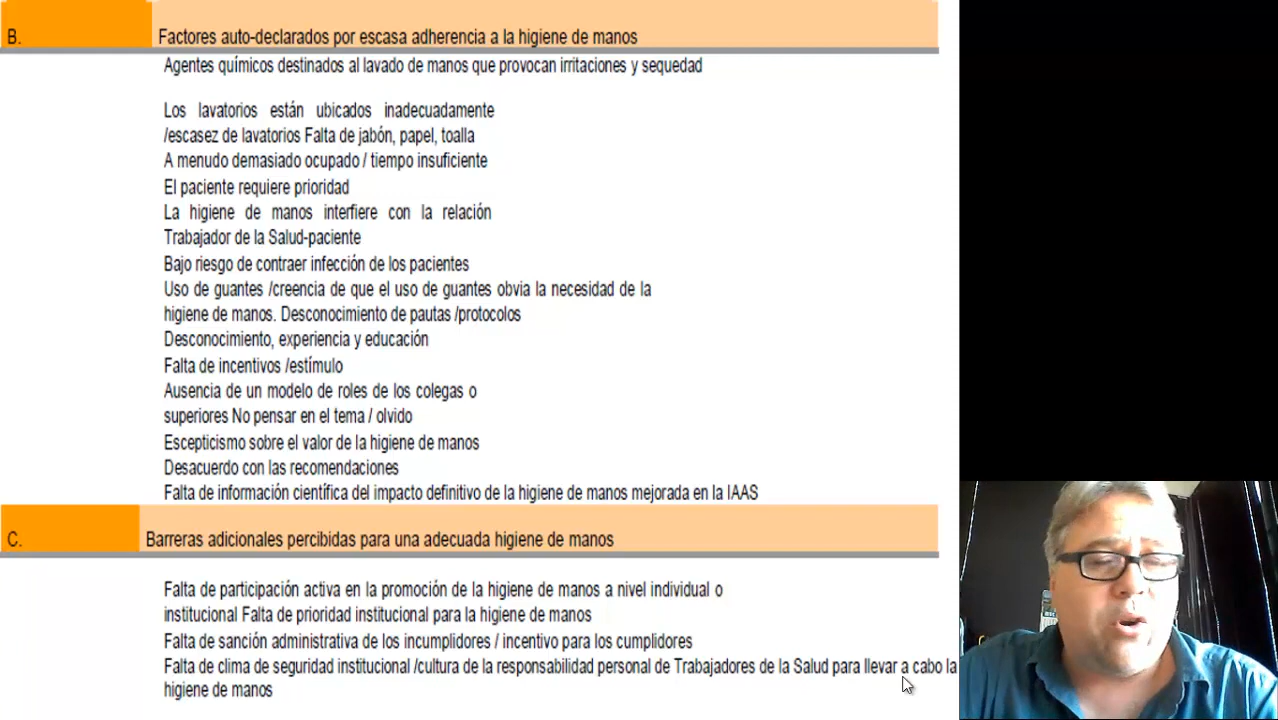 B. Factores auto-declarados por escasa adherencia a la higiene de manos
Agentes químicos destinados al lavado de manos que provocan irritaciones y sequedad
Los lavatorios están ubicados inadecuadamente
/escasez de lavatorios Falta de jabón, papel, toalla
A menudo demasiado ocupado / tiempo insuficiente
El paciente requiere prioridad
La higiene de manos interfiere con la relación
Trabajador de la Salud-paciente
Bajo riesgo de contraer infección de los pacientes
Uso de guantes /creencia de que el uso de guantes obvia la necesidad de la
higiene de manos. Desconocimiento de pautas /protocolos
Desconocimiento, experiencia y educación
Falta de incentivos /estímulo
Ausencia de un modelo de roles de los colegas o
superiores No pensar en el tema / olvido
Escepticismo sobre el valor de la higiene de manos
Desacuerdo con las recomendaciones
Falta de información científica del impacto definitivo de la higiene de manos mejorada en la IAAS
C. Barreras adicionales percibidas para una adecuada higiene de manos
Falta de participación activa en la promoción de la higiene de manos a nivel individual o
institucional Falta de prioridad institucional para la higiene de manos
Falta de sanción administrativa de los incumplidores / incentivo para los cumplidores
Falta de clima de seguridad institucional /cultura de la responsabilidad personal de Trabajadores de la Salud para llevar a cabo la
higiene de manos